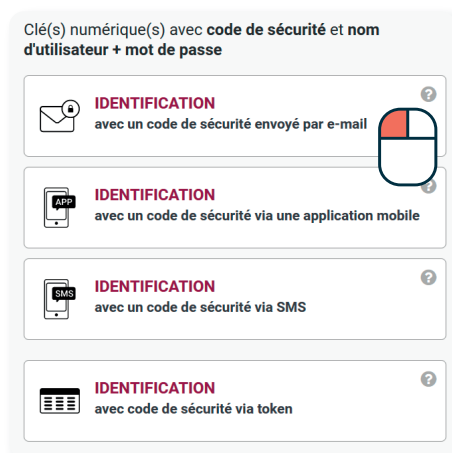 Clé(s) numérique(s) avec code de sécurité et nom
d'utilisateur + mot de passe
?
IDENTIFICATION
avec un code de sécurité envoyé par e-mail
?
APP
IDENTIFICATION
avec un code de sécurité via une application mobile
?
SMS
IDENTIFICATION
avec un code de sécurité via SMS
?
IDENTIFICATION
avec code de sécurité via token